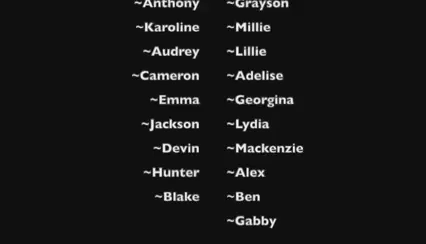 ~Anthony ~Grayson
~Karoline ~Millie
~Audrey ~Lillie
~Cameron ~Adelise
~Emma ~Georgina
~Jackson ~Lydia
~Devin ~Mackenzie
~Hunter ~Alex
~Blake ~Ben
~Gabby